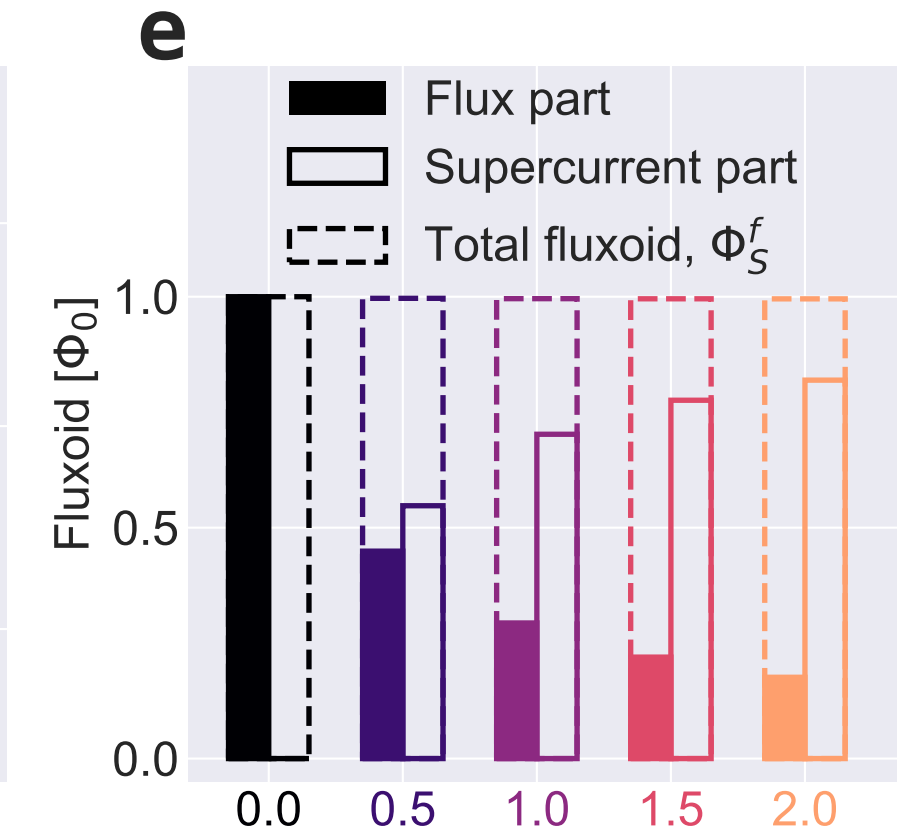 e
Flux part
Supercurrent part
Total fluxoid, Φ_S^f
Fluxoid [Φ₀]
1.0
0.5
0.0
0.0 0.5 1.0 1.5 2.0